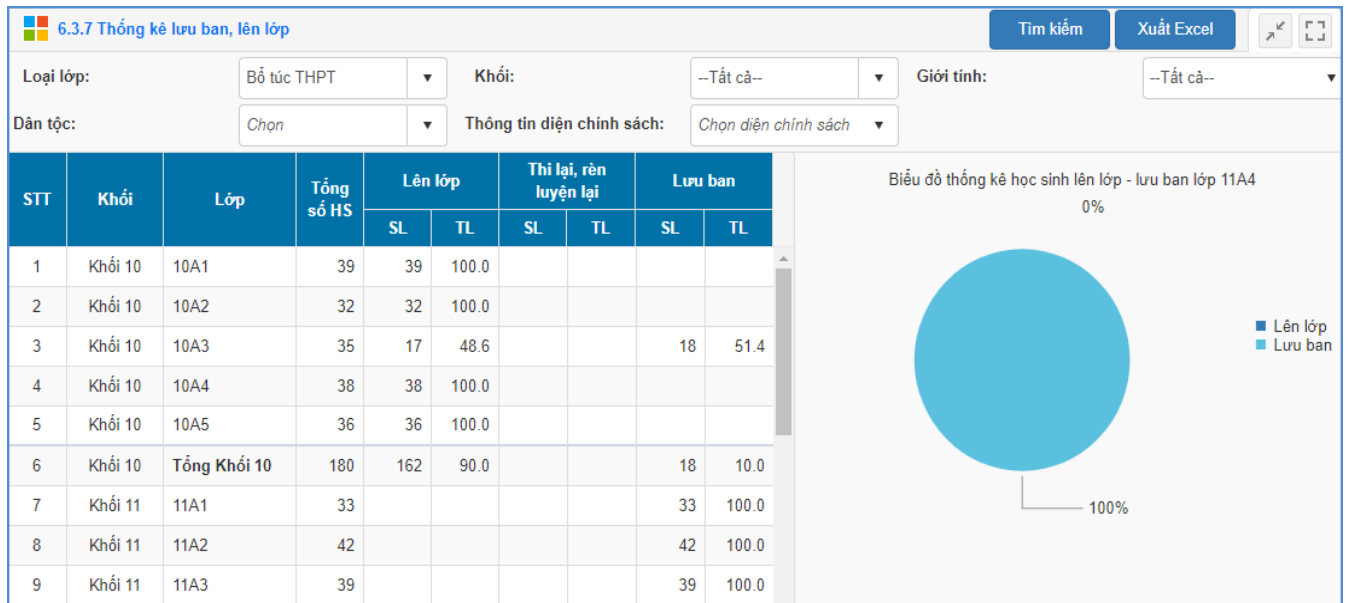 6.3.7 Thống kê lưu ban, lên lớp Tìm kiếm Xuất Excel
Loại lớp: Bổ túc THPT Khối: --Tất cả-- Giới tính: --Tất cả--
Dân tộc: Chọn Thông tin diện chính sách: Chọn diện chính sách
STT Khối Lớp Tổng số HS Lên lớp Thi lại, rèn luyện lại Lưu ban
SL TL SL TL SL TL
1 Khối 10 10A1 39 39 100.0
2 Khối 10 10A2 32 32 100.0
3 Khối 10 10A3 35 17 48.6 18 51.4
4 Khối 10 10A4 38 38 100.0
5 Khối 10 10A5 36 36 100.0
6 Khối 10 Tổng Khối 10 180 162 90.0 18 10.0
7 Khối 11 11A1 33 33 100.0
8 Khối 11 11A2 42 42 100.0
9 Khối 11 11A3 39 39 100.0
Biểu đồ thống kê học sinh lên lớp - lưu ban lớp 11A4
0%
Lên lớp
Lưu ban
100%